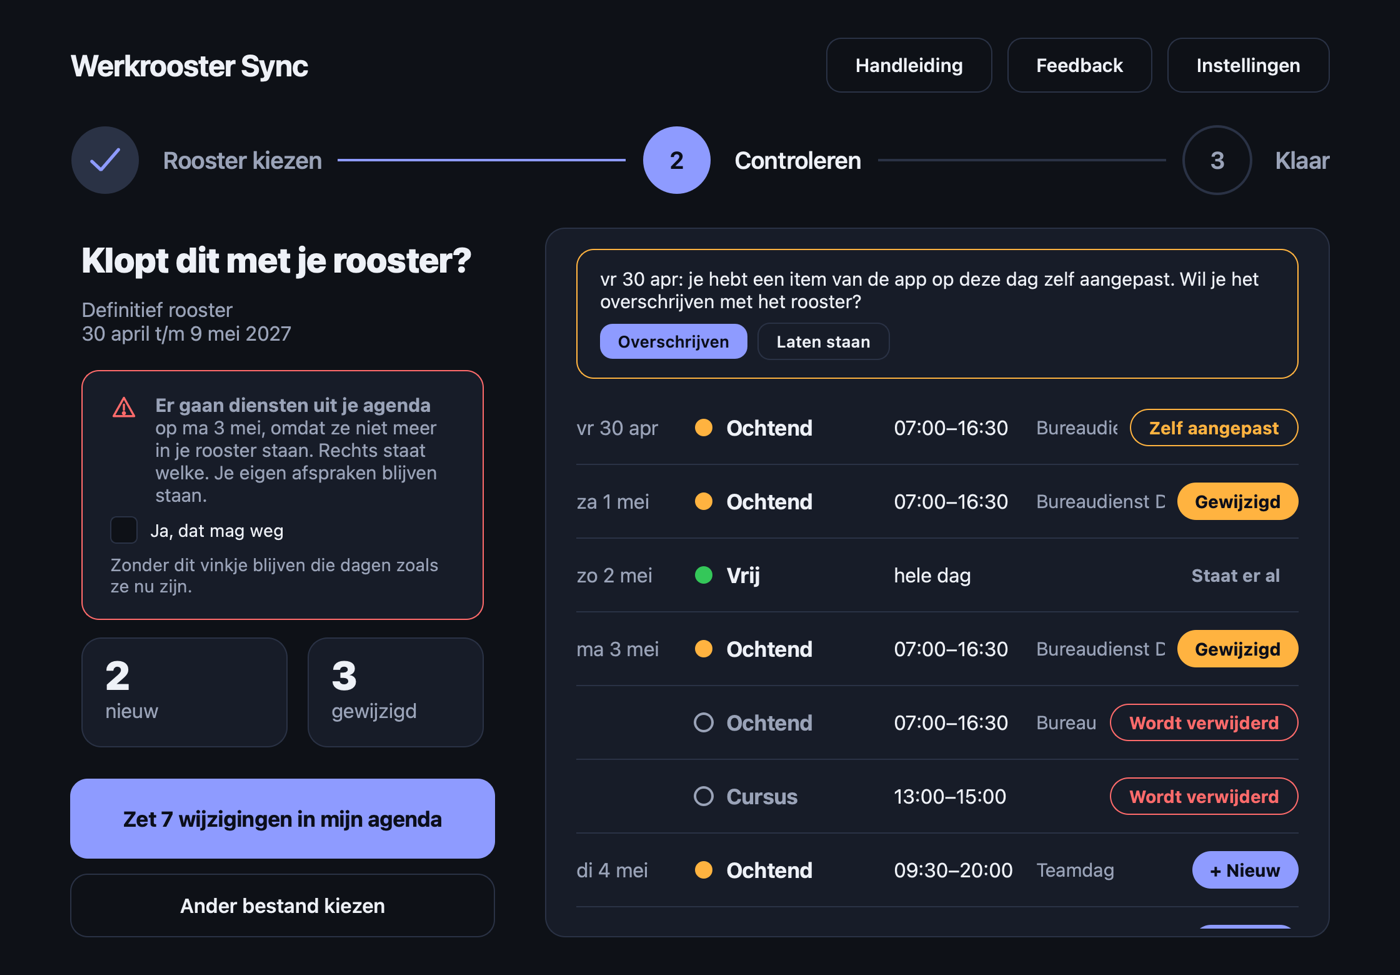 Werkrooster Sync
Handleiding
Feedback
Instellingen
Rooster kiezen
2
Controleren
3
Klaar
Klopt dit met je rooster?
Definitief rooster
30 april t/m 9 mei 2027
Er gaan diensten uit je agenda
op ma 3 mei, omdat ze niet meer
in je rooster staan. Rechts staat
welke. Je eigen afspraken blijven
staan.
Ja, dat mag weg
Zonder dit vinkje blijven die dagen zoals
ze nu zijn.
2
nieuw
3
gewijzigd
Zet 7 wijzigingen in mijn agenda
Ander bestand kiezen
vr 30 apr: je hebt een item van de app op deze dag zelf aangepast. Wil je het
overschrijven met het rooster?
Overschrijven
Laten staan
vr 30 apr Ochtend 07:00–16:30 Bureaudie Zelf aangepast
za 1 mei Ochtend 07:00–16:30 Bureaudienst D Gewijzigd
zo 2 mei Vrij hele dag Staat er al
ma 3 mei Ochtend 07:00–16:30 Bureaudienst D Gewijzigd
Ochtend 07:00–16:30 Bureau Wordt verwijderd
Cursus 13:00–15:00 Wordt verwijderd
di 4 mei Ochtend 09:30–20:00 Teamdag + Nieuw